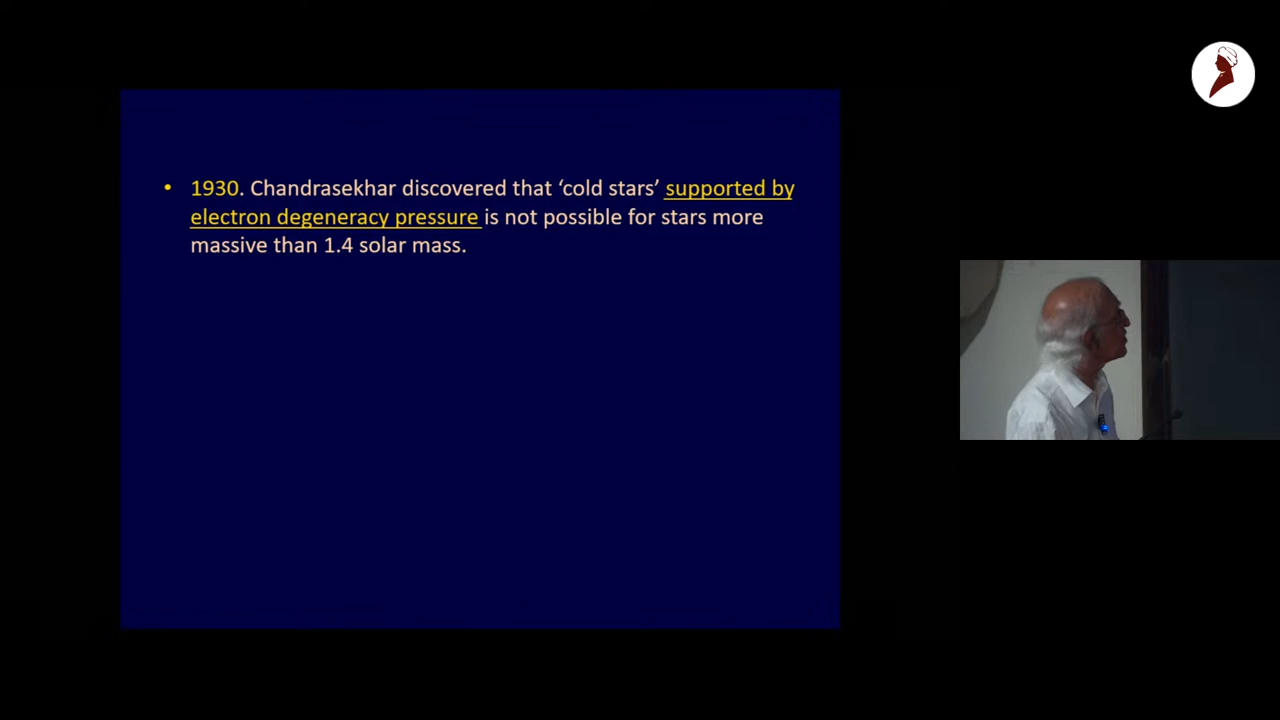 • 1930. Chandrasekhar discovered that ‘cold stars’ supported by
electron degeneracy pressure is not possible for stars more
massive than 1.4 solar mass.